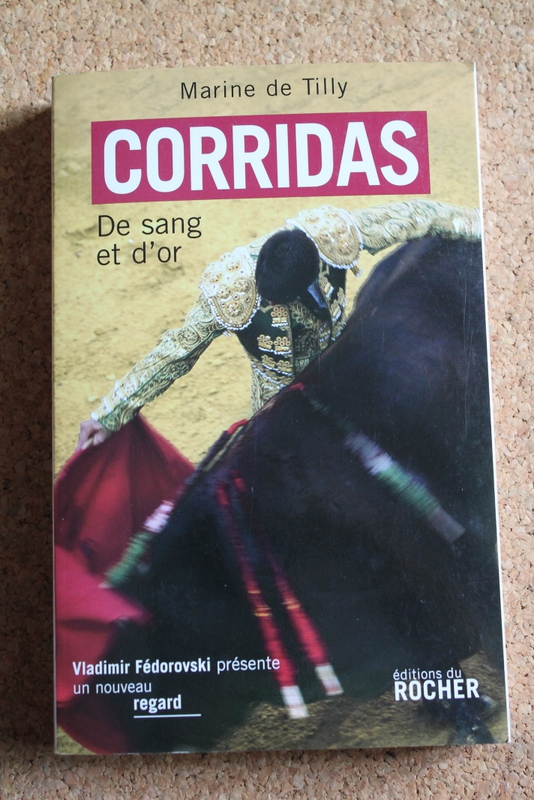 Marine de Tilly
CORRIDAS
De sang
et d'or
Vladimir Fédorovski présente
un nouveau
regard
éditions du
ROCHER